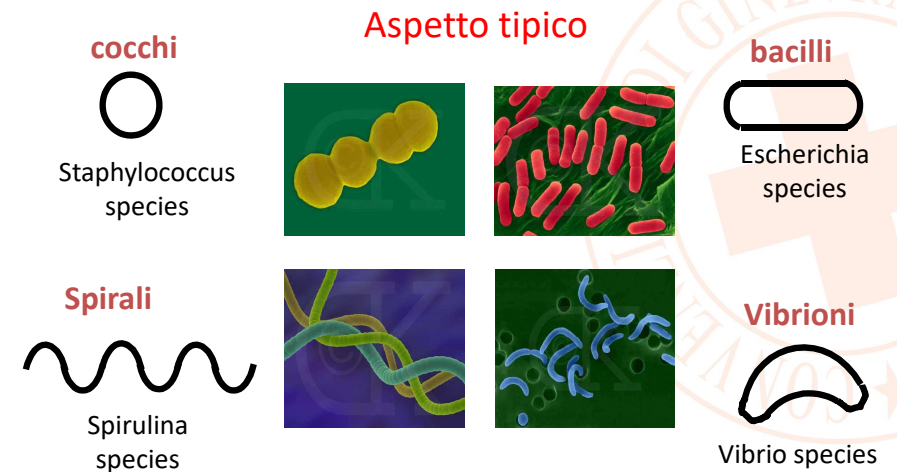 Aspetto tipico
cocchi
Staphylococcus
species
bacilli
Escherichia
species
Spirali
Spirulina
species
Vibrioni
Vibrio species